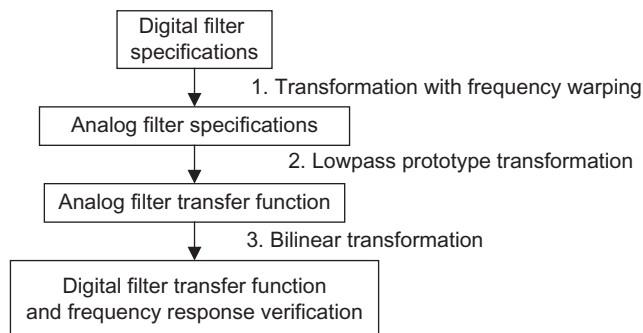 Digital filter
specifications
1. Transformation with frequency warping
Analog filter specifications
2. Lowpass prototype transformation
Analog filter transfer function
3. Bilinear transformation
Digital filter transfer function
and frequency response verification